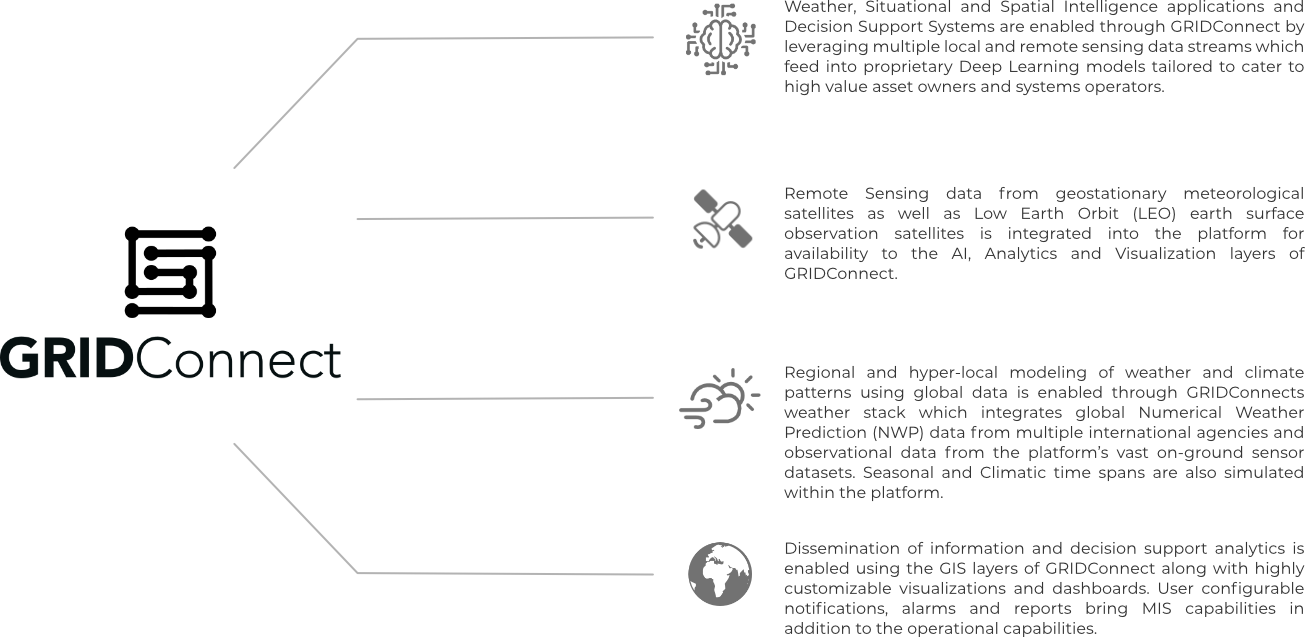 Weather, Situational and Spatial Intelligence applications and
Decision Support Systems are enabled through GRIDConnect by
leveraging multiple local and remote sensing data streams which
feed into proprietary Deep Learning models tailored to cater to
high value asset owners and systems operators.
Remote Sensing data from geostationary meteorological
satellites as well as Low Earth Orbit (LEO) earth surface
observation satellites is integrated into the platform for
availability to the AI, Analytics and Visualization layers of
GRIDConnect.
GRIDConnect
Regional and hyper-local modeling of weather and climate
patterns using global data is enabled through GRIDConnects
weather stack which integrates global Numerical Weather
Prediction (NWP) data from multiple international agencies and
observational data from the platform’s vast on-ground sensor
datasets. Seasonal and Climatic time spans are also simulated
within the platform.
Dissemination of information and decision support analytics is
enabled using the GIS layers of GRIDConnect along with highly
customizable visualizations and dashboards. User configurable
notifications, alarms and reports bring MIS capabilities in
addition to the operational capabilities.